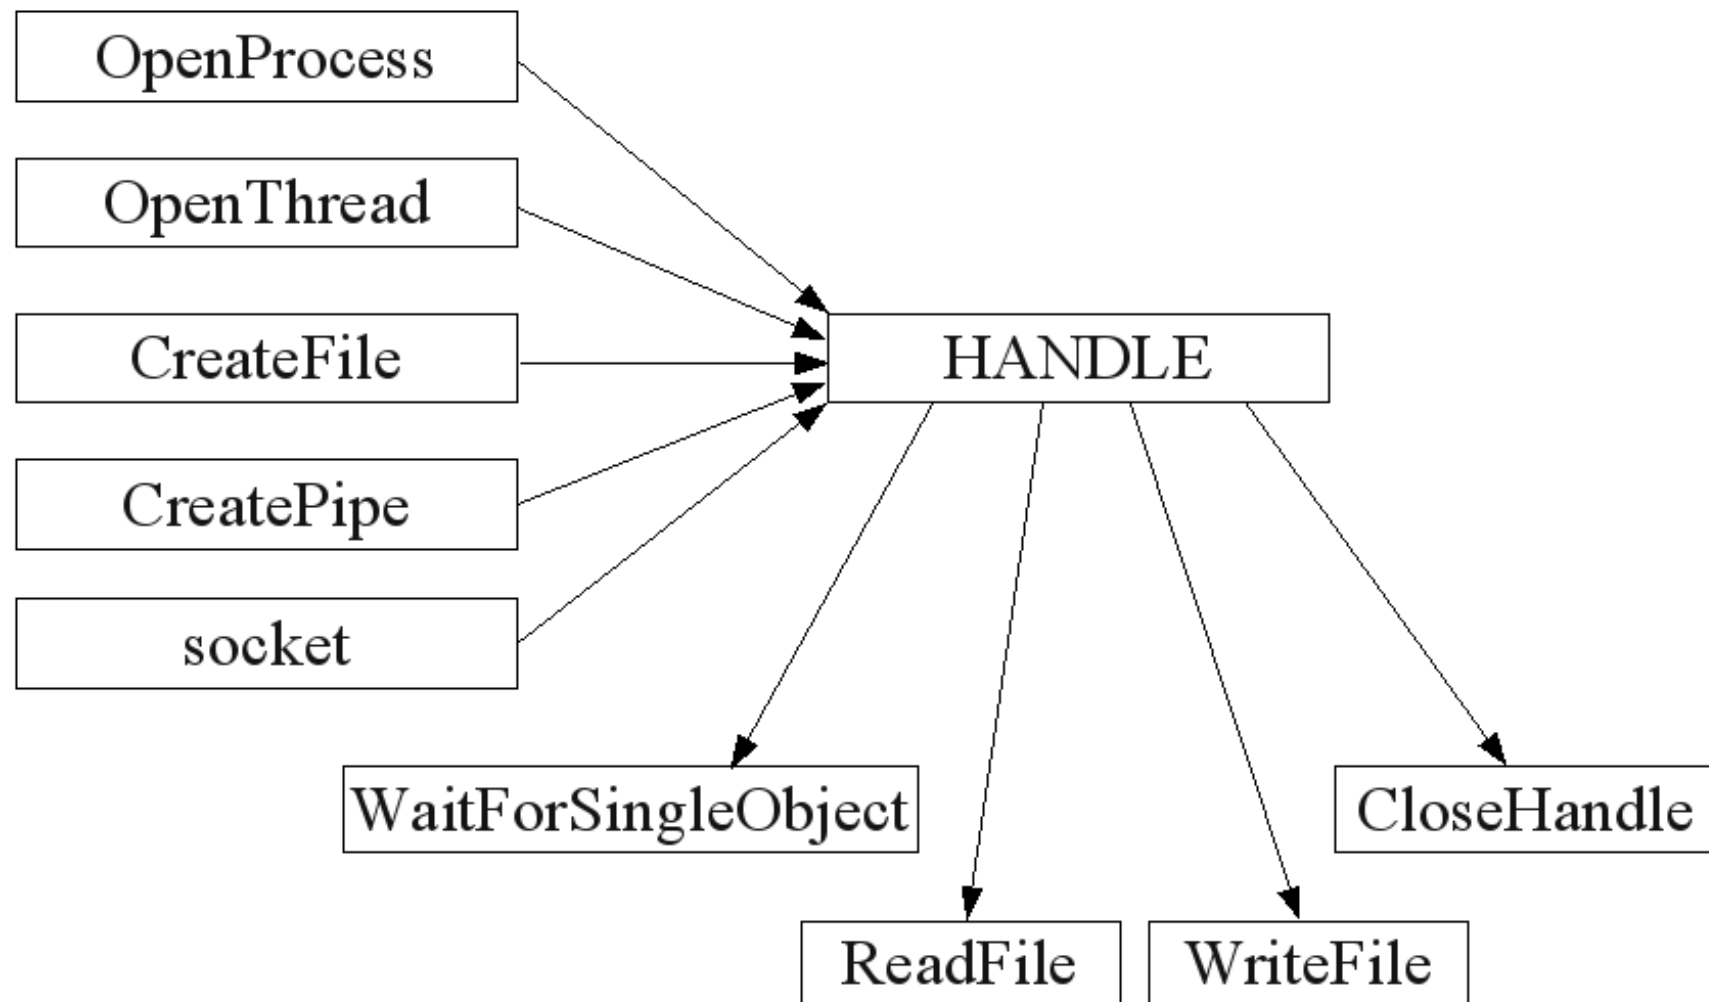 OpenProcess
OpenThread
CreateFile
HANDLE
CreatePipe
socket
WaitForSingleObject
CloseHandle
ReadFile
WriteFile